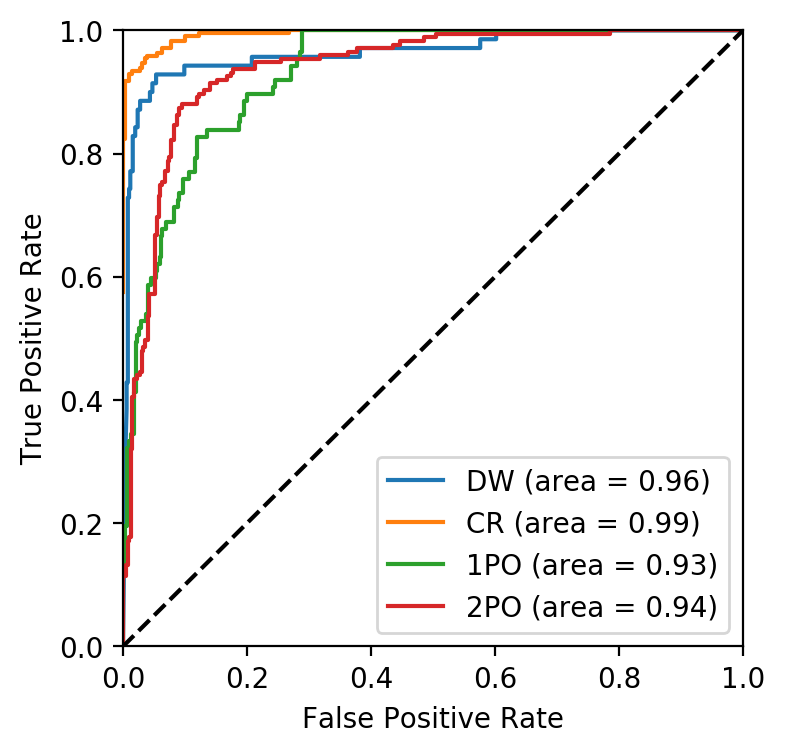 1.0
0.8
0.6
0.4
0.2
0.0
True Positive Rate
DW (area = 0.96)
CR (area = 0.99)
1PO (area = 0.93)
2PO (area = 0.94)
0.0 0.2 0.4 0.6 0.8 1.0
False Positive Rate